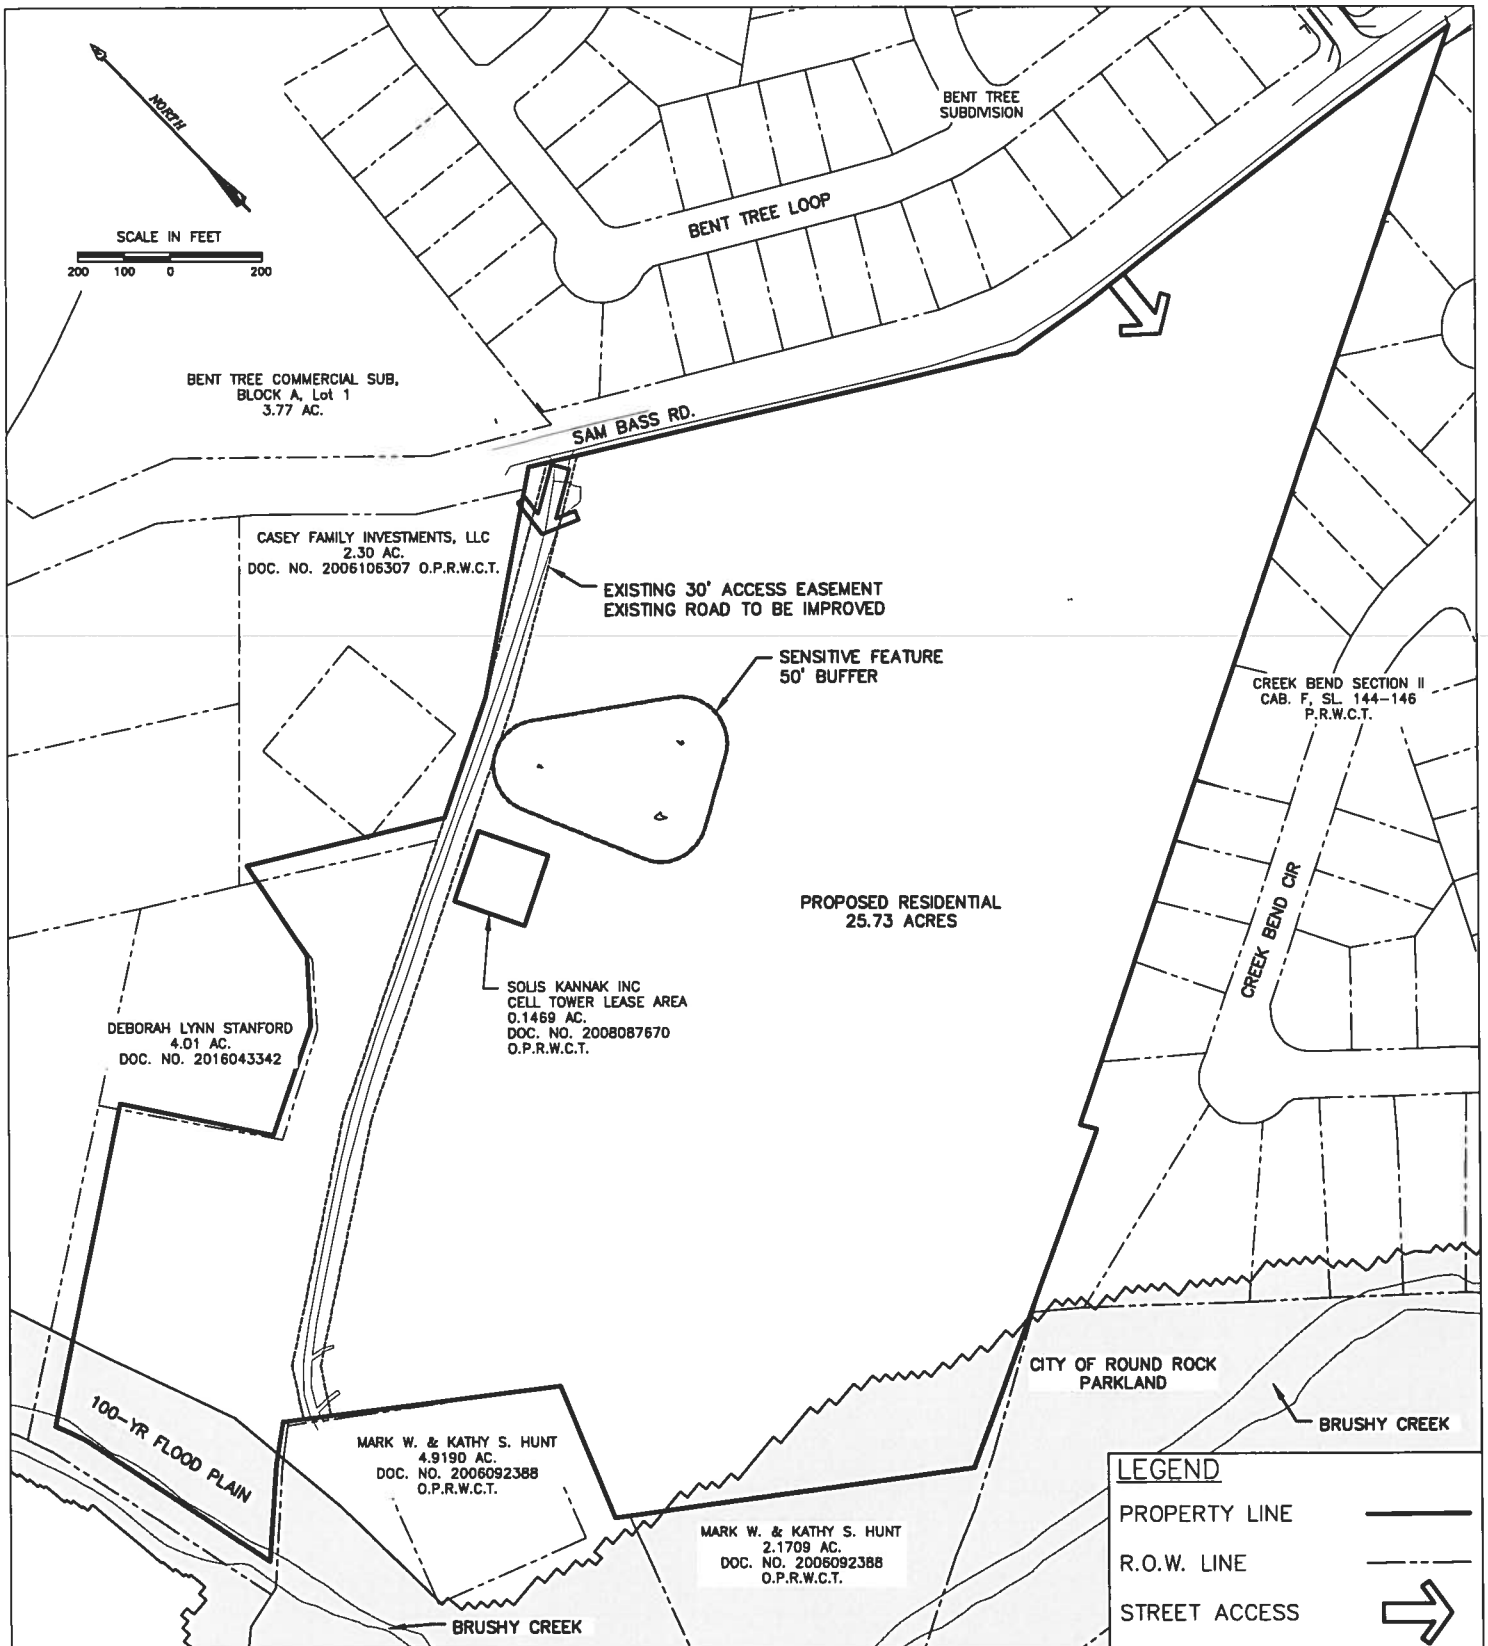 NORTH
SCALE IN FEET
200 100 0 200
BENT TREE
SUBDIVISION
BENT TREE LOOP
BENT TREE COMMERCIAL SUB,
BLOCK A, Lot 1
3.77 AC.
SAM BASS RD.
CASEY FAMILY INVESTMENTS, LLC
2.30 AC.
DOC. NO. 2006106307 O.P.R.W.C.T.
EXISTING 30' ACCESS EASEMENT
EXISTING ROAD TO BE IMPROVED
SENSITIVE FEATURE
50' BUFFER
CREEK BEND SECTION II
CAB. F, SL. 144-146
P.R.W.C.T.
CREEK BEND CIR
PROPOSED RESIDENTIAL
25.73 ACRES
SOLIS KANNAK INC
CELL TOWER LEASE AREA
0.1469 AC.
DOC. NO. 2008087670
O.P.R.W.C.T.
DEBORAH LYNN STANFORD
4.01 AC.
DOC. NO. 2016043342
100-YR FLOOD PLAIN
MARK W. & KATHY S. HUNT
4.9190 AC.
DOC. NO. 2006092388
O.P.R.W.C.T.
MARK W. & KATHY S. HUNT
2.1709 AC.
DOC. NO. 2006092388
O.P.R.W.C.T.
CITY OF ROUND ROCK
PARKLAND
BRUSHY CREEK
BRUSHY CREEK
LEGEND
PROPERTY LINE
R.O.W. LINE
STREET ACCESS